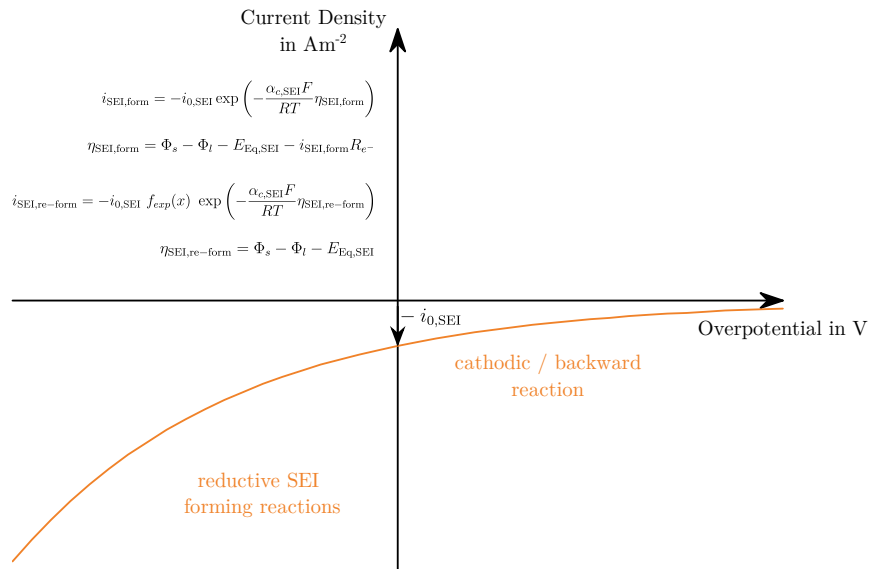 Current Density
in Am⁻²
i_SEI,form = −i_0,SEI exp(−(α_c,SEI F / RT) η_SEI,form)
η_SEI,form = Φ_s − Φ_l − E_Eq,SEI − i_SEI,form R_e⁻
i_SEI,re−form = −i_0,SEI f_exp(x) exp(−(α_c,SEI F / RT) η_SEI,re−form)
η_SEI,re−form = Φ_s − Φ_l − E_Eq,SEI
− i_0,SEI
Overpotential in V
cathodic / backward
reaction
reductive SEI
forming reactions